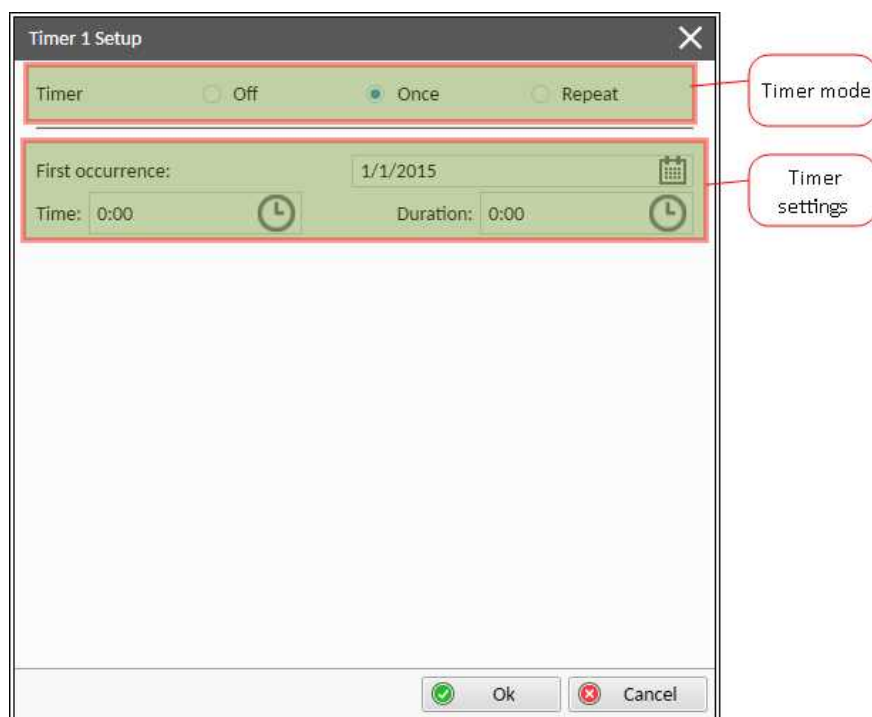 Timer 1 Setup
Timer Off Once Repeat
Timer mode
First occurrence: 1/1/2015
Time: 0:00 Duration: 0:00
Timer
settings
Ok Cancel